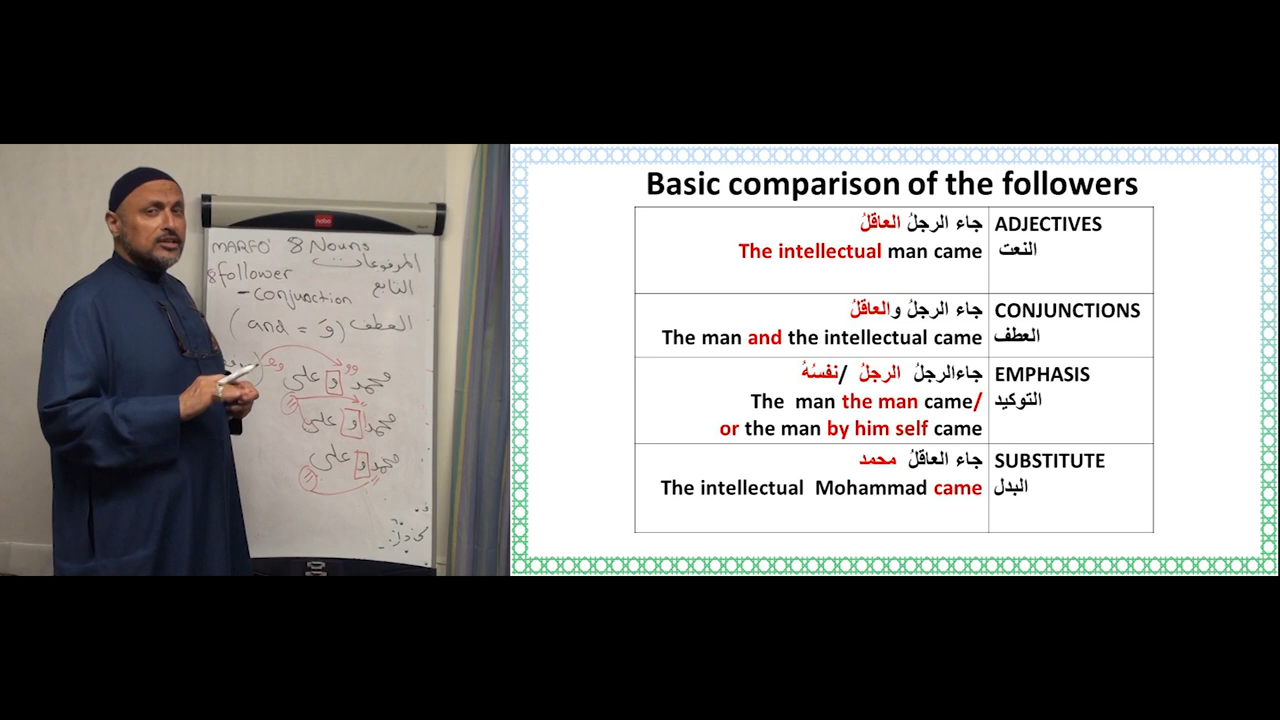 nobo
MARFO' 8 Nouns
المرفوعات
8 follower
التابع
- conjunction
العطف (وَ = and)
محمد و علي
محمد و علي
محمد و علي
Basic comparison of the followers
جاء الرجلُ العاقلُ
The intellectual man came
ADJECTIVES
النعت
جاء الرجلُ والعاقلُ
The man and the intellectual came
CONJUNCTIONS
العطف
جاءالرجلُ الرجلُ /نفسُهُ
The man the man came/
or the man by him self came
EMPHASIS
التوكيد
جاء العاقلُ محمد
The intellectual Mohammad came
SUBSTITUTE
البدل